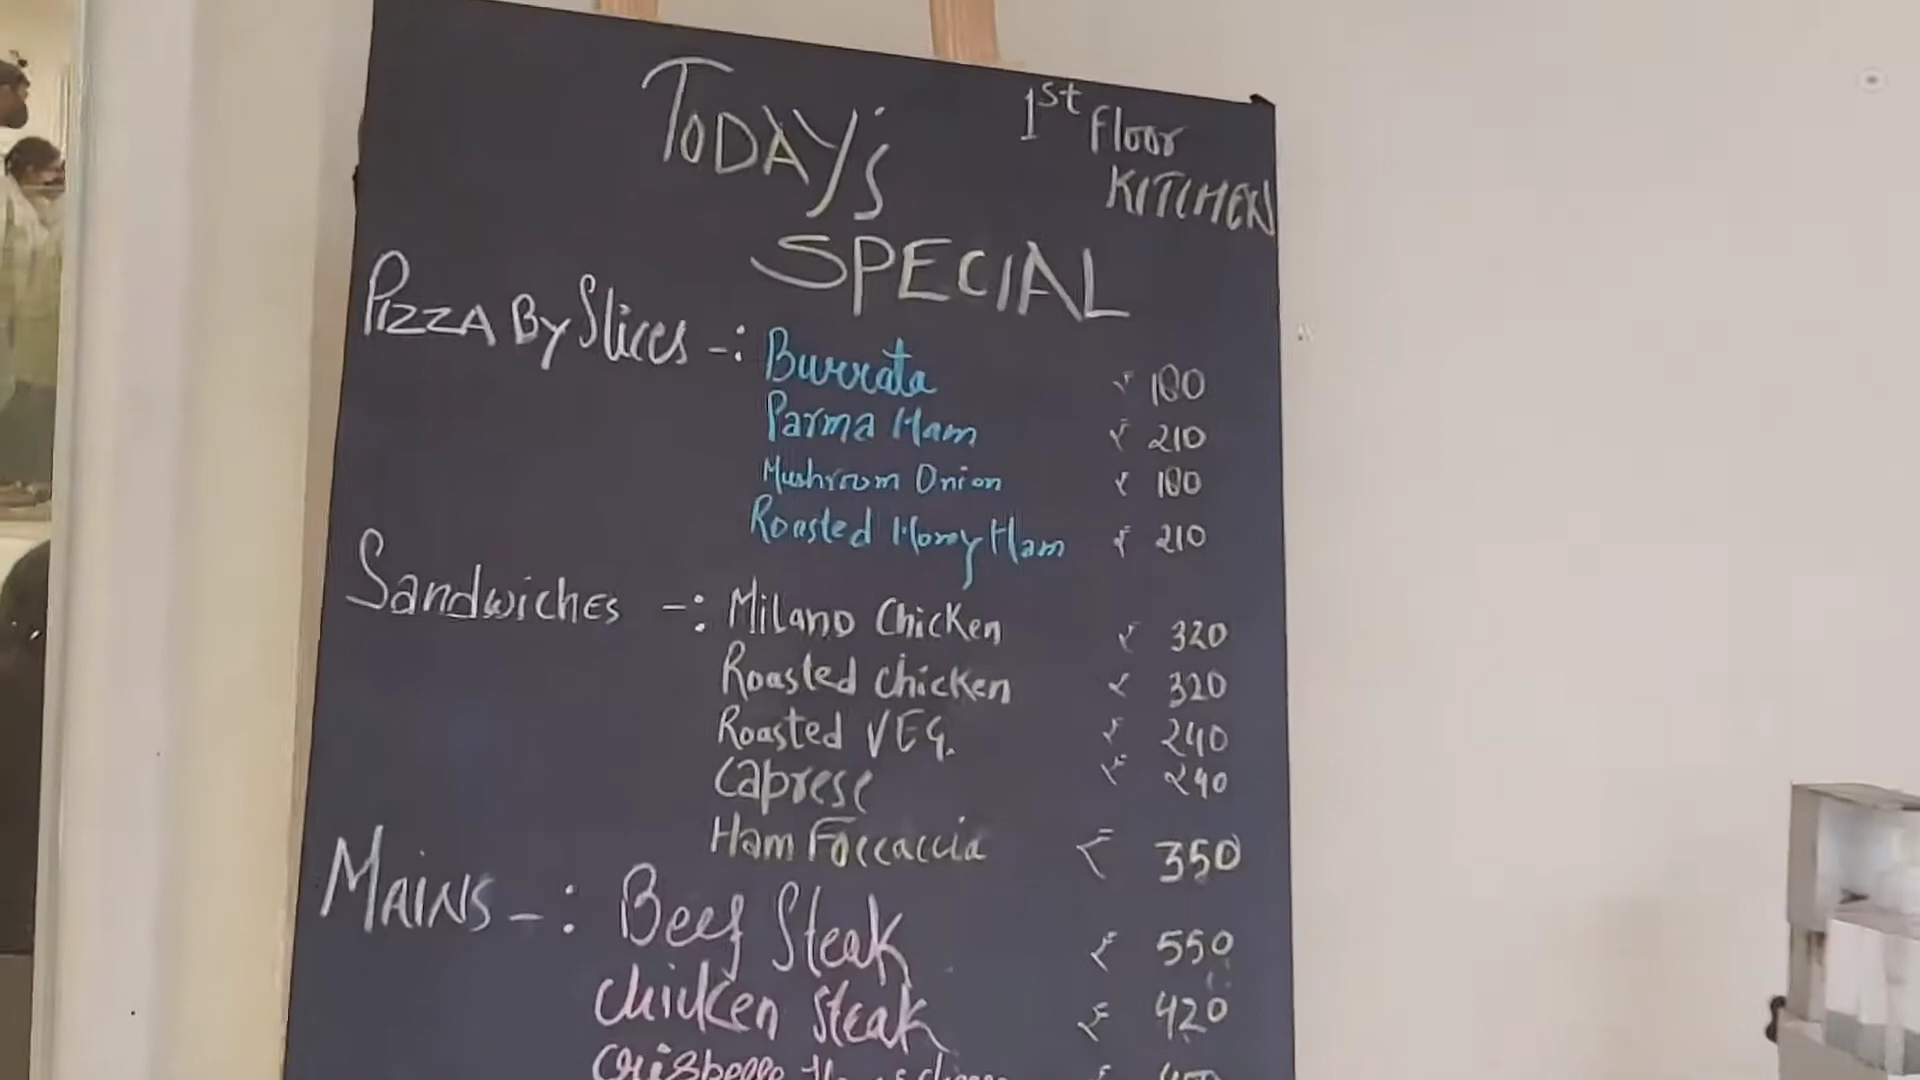 TODAY's
1st Floor
KITCHEN
SPECIAL
PIZZA By Slices -: Burrata ₹ 180
Parma Ham ₹ 210
Mushroom Onion ₹ 180
Roasted Honey Ham ₹ 210
Sandwiches -: Milano Chicken ₹ 320
Roasted chicken ₹ 320
Roasted VEG. ₹ 240
Caprese ₹ 240
Ham Foccaccia ₹ 350
MAINS -: Beef Steak ₹ 550
Chicken Steak ₹ 420